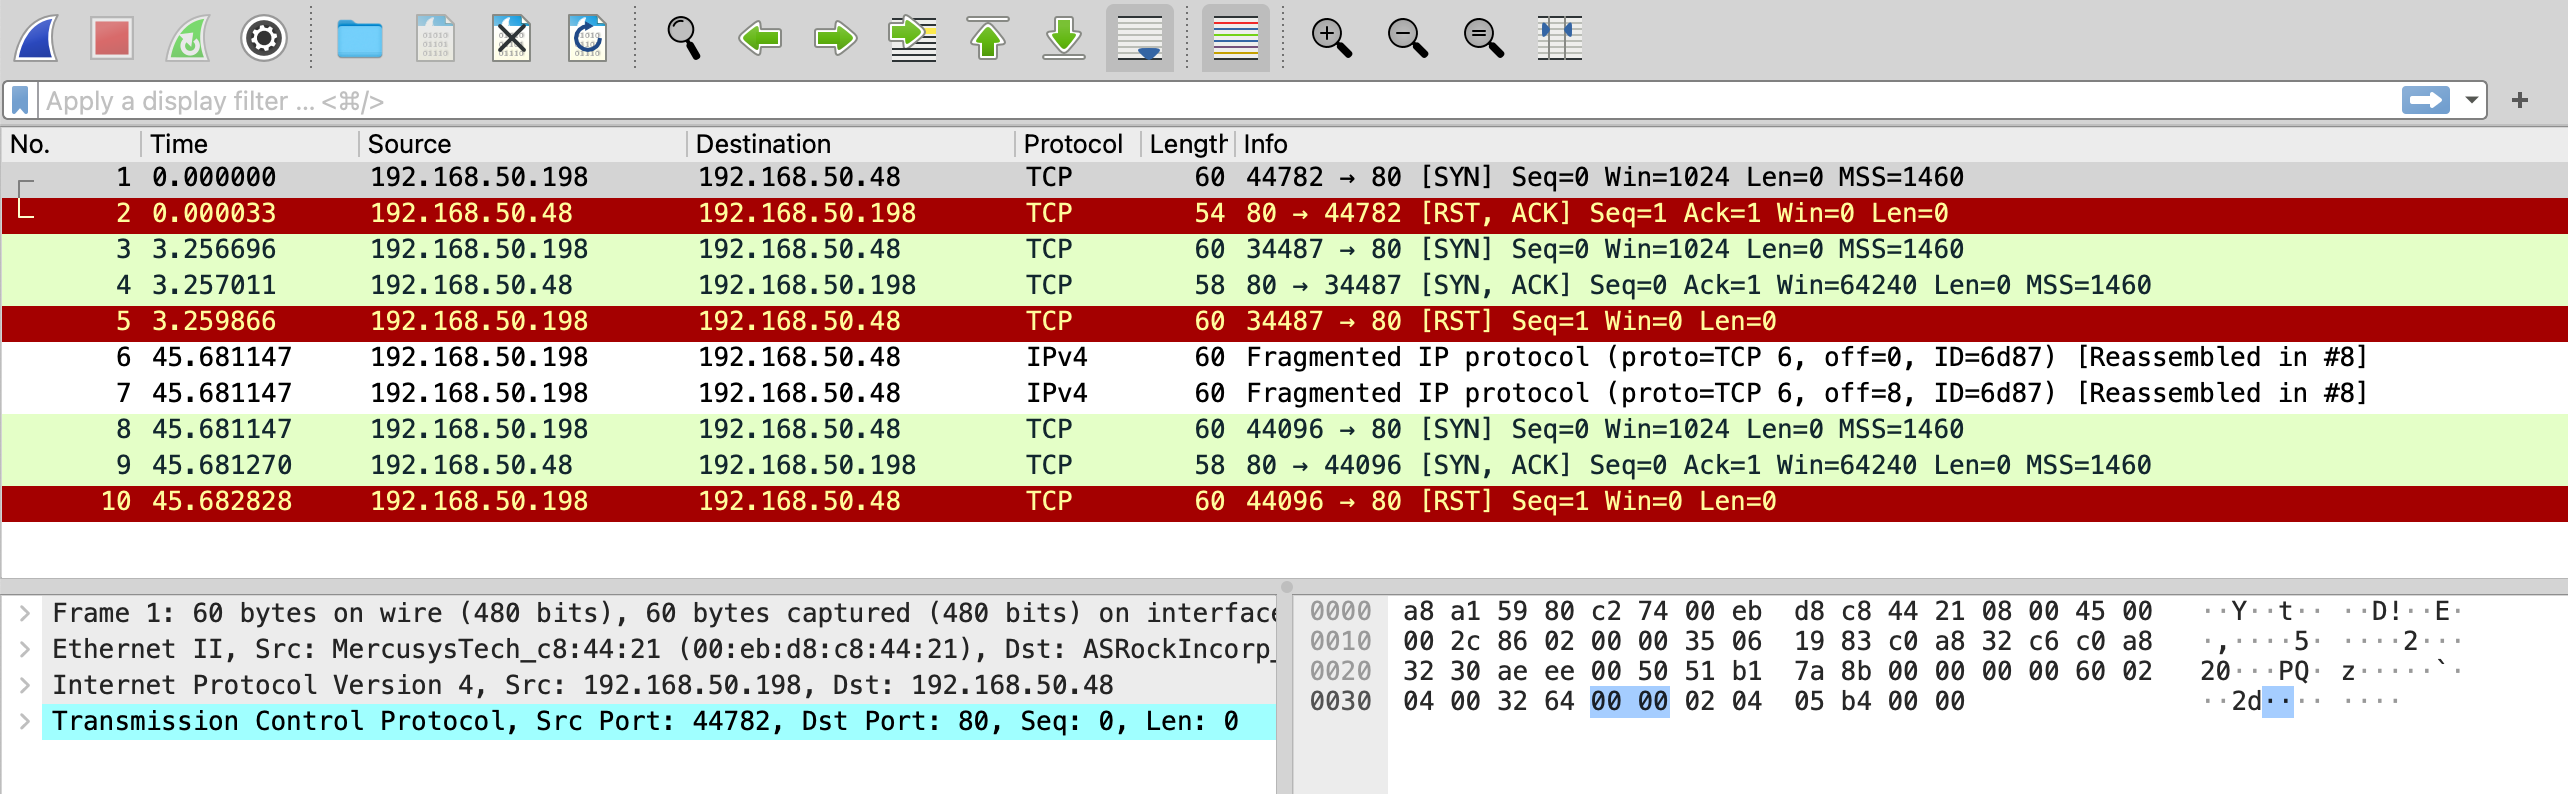 Apply a display filter ... <⌘/>
No. Time Source Destination Protocol Length Info
1 0.000000 192.168.50.198 192.168.50.48 TCP 60 44782 → 80 [SYN] Seq=0 Win=1024 Len=0 MSS=1460
2 0.000033 192.168.50.48 192.168.50.198 TCP 54 80 → 44782 [RST, ACK] Seq=1 Ack=1 Win=0 Len=0
3 3.256696 192.168.50.198 192.168.50.48 TCP 60 34487 → 80 [SYN] Seq=0 Win=1024 Len=0 MSS=1460
4 3.257011 192.168.50.48 192.168.50.198 TCP 58 80 → 34487 [SYN, ACK] Seq=0 Ack=1 Win=64240 Len=0 MSS=1460
5 3.259866 192.168.50.198 192.168.50.48 TCP 60 34487 → 80 [RST] Seq=1 Win=0 Len=0
6 45.681147 192.168.50.198 192.168.50.48 IPv4 60 Fragmented IP protocol (proto=TCP 6, off=0, ID=6d87) [Reassembled in #8]
7 45.681147 192.168.50.198 192.168.50.48 IPv4 60 Fragmented IP protocol (proto=TCP 6, off=8, ID=6d87) [Reassembled in #8]
8 45.681147 192.168.50.198 192.168.50.48 TCP 60 44096 → 80 [SYN] Seq=0 Win=1024 Len=0 MSS=1460
9 45.681270 192.168.50.48 192.168.50.198 TCP 58 80 → 44096 [SYN, ACK] Seq=0 Ack=1 Win=64240 Len=0 MSS=1460
10 45.682828 192.168.50.198 192.168.50.48 TCP 60 44096 → 80 [RST] Seq=1 Win=0 Len=0
Frame 1: 60 bytes on wire (480 bits), 60 bytes captured (480 bits) on interface
Ethernet II, Src: MercusysTech_c8:44:21 (00:eb:d8:c8:44:21), Dst: ASRockIncorp_
Internet Protocol Version 4, Src: 192.168.50.198, Dst: 192.168.50.48
Transmission Control Protocol, Src Port: 44782, Dst Port: 80, Seq: 0, Len: 0
0000 a8 a1 59 80 c2 74 00 eb d8 c8 44 21 08 00 45 00 ··Y··t·· ··D!··E·
0010 00 2c 86 02 00 00 35 06 19 83 c0 a8 32 c6 c0 a8 ·,····5· ····2···
0020 32 30 ae ee 00 50 51 b1 7a 8b 00 00 00 00 60 02 20···PQ· z·····`·
0030 04 00 32 64 00 00 02 04 05 b4 00 00 ··2d···· ····